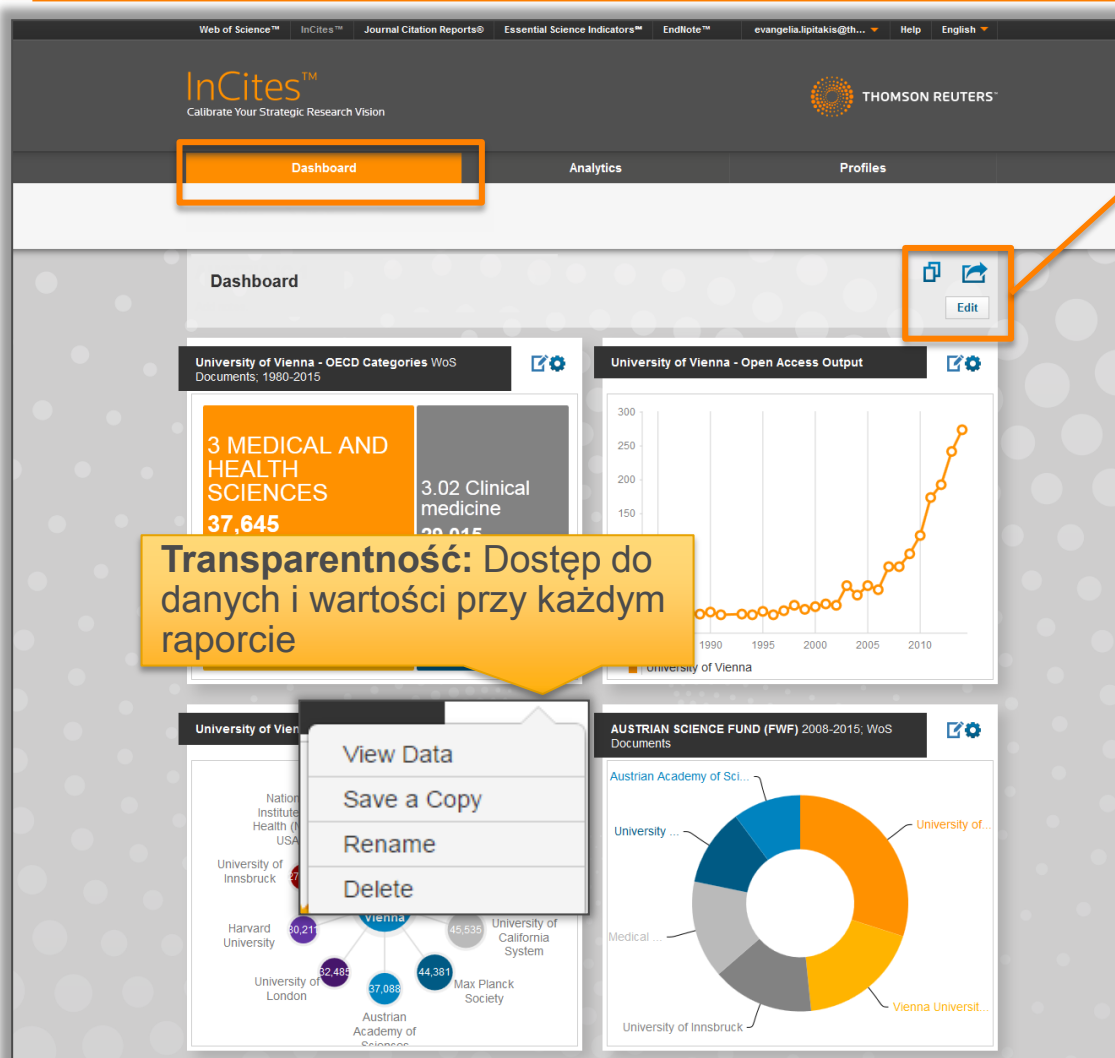 Web of Science™ InCites™ Journal Citation Reports® Essential Science Indicators℠ EndNote™ evangelia.lipitakis@th... Help English
InCites™
Calibrate Your Strategic Research Vision
THOMSON REUTERS™
Dashboard Analytics Profiles
Dashboard
Edit
University of Vienna - OECD Categories WoS
Documents; 1980-2015
3 MEDICAL AND
HEALTH
SCIENCES
37,645
3.02 Clinical
medicine
29,015
University of Vienna - Open Access Output
300
250
200
150
1990 1995 2000 2005 2010
University of Vienna
Transparentność: Dostęp do
danych i wartości przy każdym
raporcie
University of
View Data
Save a Copy
Rename
Delete
Health
University of
Innsbruck
Harvard
University
30,211
University of
London
32,485
Vienna
37,088
Austrian
Academy of
Sciences
44,381
Max Planck
Society
45,535
University of
California
System
AUSTRIAN SCIENCE FUND (FWF) 2008-2015; WoS
Documents
Austrian Academy of Sci...
University ...
University of...
Medical ...
Vienna Universit...
University of Innsbruck